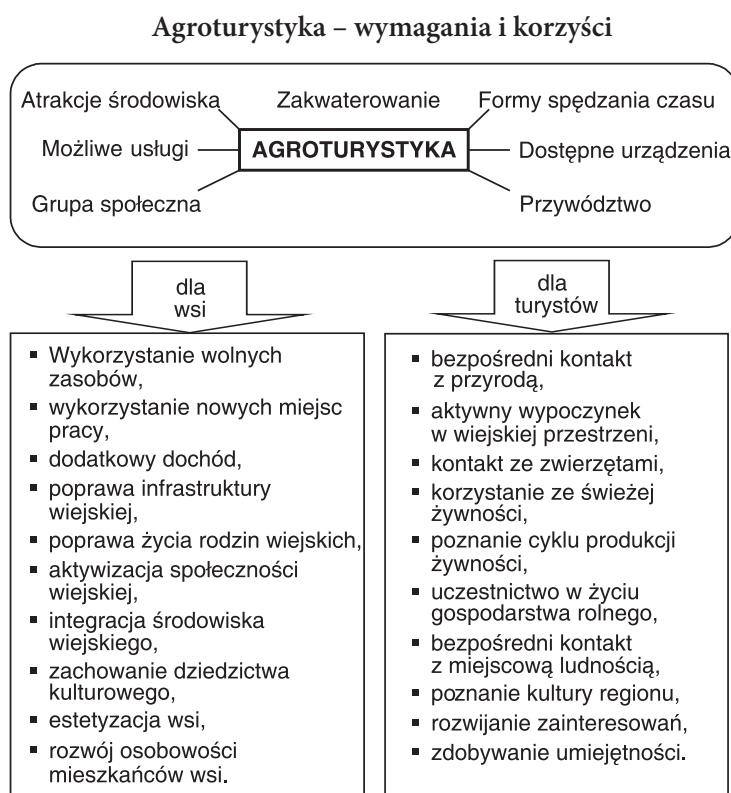 Agroturystyka – wymagania i korzyści
Atrakcje środowiska Zakwaterowanie Formy spędzania czasu
Możliwe usługi AGROTURYSTYKA Dostępne urządzenia
Grupa społeczna Przywództwo
dla
wsi
▪ Wykorzystanie wolnych
zasobów,
▪ wykorzystanie nowych miejsc
pracy,
▪ dodatkowy dochód,
▪ poprawa infrastruktury
wiejskiej,
▪ poprawa życia rodzin wiejskich,
▪ aktywizacja społeczności
wiejskiej,
▪ integracja środowiska
wiejskiego,
▪ zachowanie dziedzictwa
kulturowego,
▪ estetyzacja wsi,
▪ rozwój osobowości
mieszkańców wsi.
dla
turystów
▪ bezpośredni kontakt
z przyrodą,
▪ aktywny wypoczynek
w wiejskiej przestrzeni,
▪ kontakt ze zwierzętami,
▪ korzystanie ze świeżej
żywności,
▪ poznanie cyklu produkcji
żywności,
▪ uczestnictwo w życiu
gospodarstwa rolnego,
▪ bezpośredni kontakt
z miejscową ludnością,
▪ poznanie kultury regionu,
▪ rozwijanie zainteresowań,
▪ zdobywanie umiejętności.